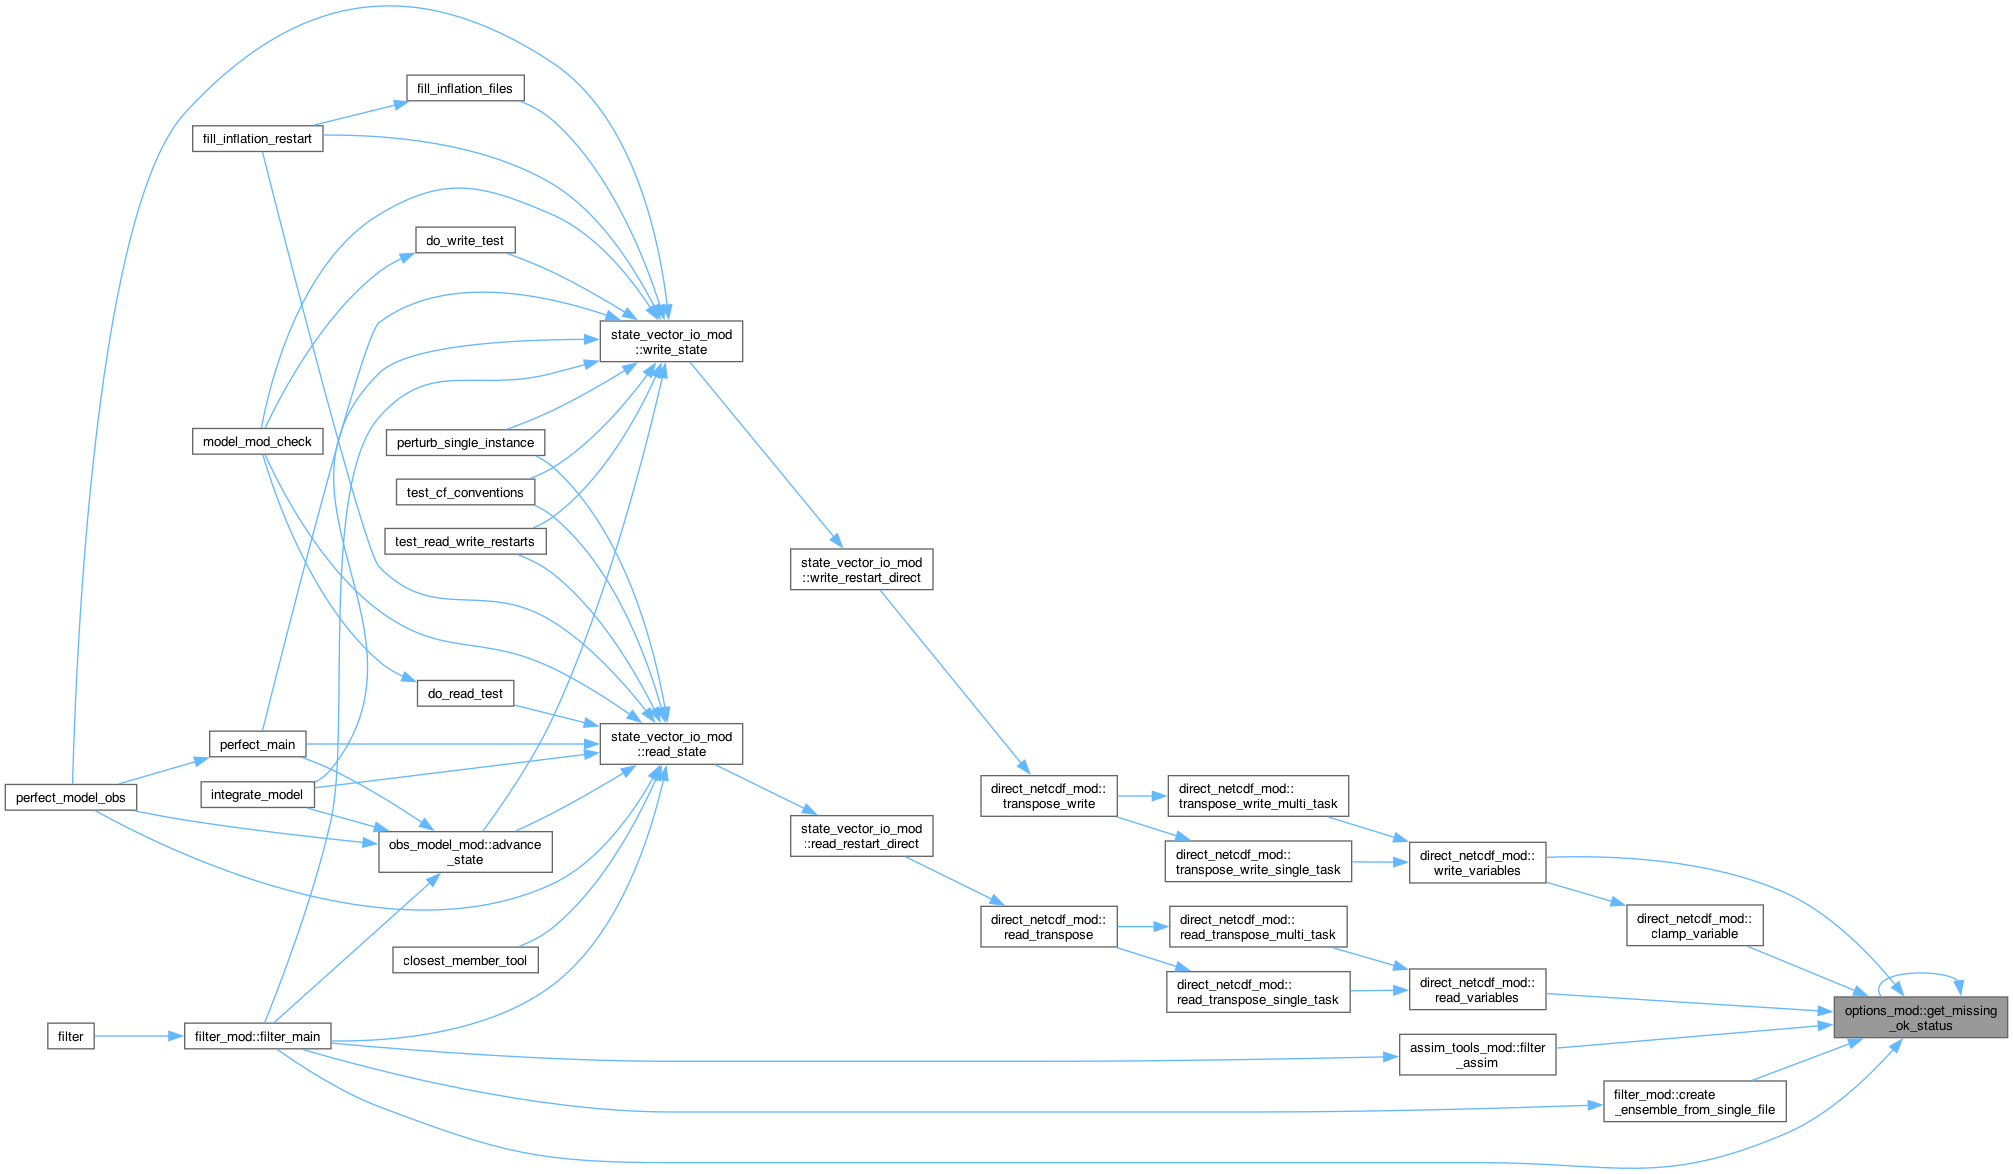 fill_inflation_files
fill_inflation_restart
do_write_test
state_vector_io_mod
::write_state
model_mod_check
perturb_single_instance
test_cf_conventions
test_read_write_restarts
state_vector_io_mod
::write_restart_direct
do_read_test
perfect_main
state_vector_io_mod
::read_state
perfect_model_obs
integrate_model
direct_netcdf_mod::
transpose_write
direct_netcdf_mod::
transpose_write_multi_task
obs_model_mod::advance
_state
state_vector_io_mod
::read_restart_direct
direct_netcdf_mod::
transpose_write_single_task
direct_netcdf_mod::
write_variables
direct_netcdf_mod::
read_transpose
direct_netcdf_mod::
read_transpose_multi_task
direct_netcdf_mod::
clamp_variable
closest_member_tool
direct_netcdf_mod::
read_transpose_single_task
direct_netcdf_mod::
read_variables
options_mod::get_missing
_ok_status
filter
filter_mod::filter_main
assim_tools_mod::filter
_assim
filter_mod::create
_ensemble_from_single_file